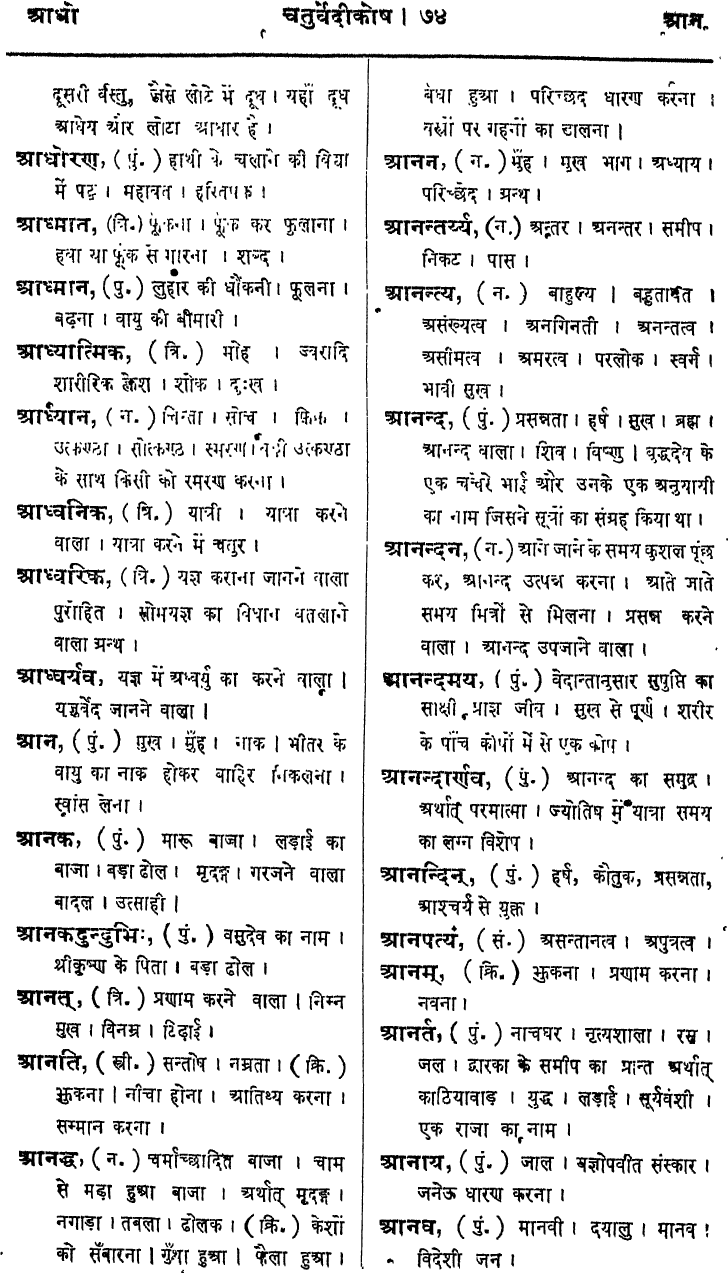 आधो
चतुर्वेदीकोष। ७४
आन
दूसरी वस्तु, जैसे लोटे में दूध। यहाँ दूध
आधेय और लोटा आधार है।
आधोरण, (पुं.) हाथी के चलाने की विद्या
में पटु। महावत। हस्तिपक।
आध्मात, (त्रि.) फूंकना। फूंक कर फुलाना।
हवा या फूंक से मारना। शब्द।
आध्मान, (पु.) लुहार की धौंकनी। फूलना।
बढ़ना। वायु की बीमारी।
आध्यात्मिक, (त्रि.) मोह। ज्वरादि
शारीरिक क्लेश। शोक। दुःख।
आर्ध्यान, (न.) चिन्ता। सोच। फ़िक्र।
उत्कण्ठा। सोत्कण्ठ। स्मरण। बड़ी उत्कण्ठा
के साथ किसी को स्मरण करना।
आध्वनिक, (त्रि.) यात्री। यात्रा करने
वाला। यात्रा करने में चतुर।
आध्वरिक, (त्रि.) यज्ञ कराना जानने वाला
पुरोहित। सोमयज्ञ का विधान बतलाने
वाला ग्रन्थ।
आध्वर्यव, यज्ञ में अध्वर्यु का करने वाला।
यजुर्वेद जानने वाला।
आन, (पुं.) मुख। मुँह। नाक। भीतर के
वायु का नाक होकर बाहिर निकलना।
स्वांस लेना।
आनक, (पुं.) मारू बाजा। लड़ाई का
बाजा। बड़ा ढोल। मृदङ्ग। गरजने वाला
बादल। उत्साही।
आनकदुन्दुभिः, (पुं.) वसुदेव का नाम।
श्रीकृष्ण के पिता। बड़ा ढोल।
आनत्, (त्रि.) प्रणाम करने वाला। निम्न
मुख। विनम्र। ढिढाई।
आनति, (स्त्री.) सन्तोष। नम्रता। (क्रि.)
झुकना। नीचा होना। आतिथ्य करना।
सम्मान करना।
आनद्ध, (न.) चर्माच्छादित बाजा। चाम
से मढ़ा हुआ बाजा। अर्थात् मृदङ्ग।
नगाड़ा। तबला। ढोलक। (क्रि.) केशों
को सँवारना। गुँथा हुआ। फैला हुआ।
बंधा हुआ। परिच्छद धारण करना।
वस्त्रों पर गहनों का डालना।
आनन, (न.) मुँह। मुख भाग। अध्याय।
परिच्छेद। ग्रन्थ।
आनन्तर्य्य, (न.) अन्तर। अनन्तर। समीप।
निकट। पास।
आनन्त्य, (न.) बाहुल्य। बहुतायत।
असंख्यत्व। अनगिनती। अनन्तत्व।
असीमत्व। अमरत्व। परलोक। स्वर्ग।
भावी सुख।
आनन्द, (पुं.) प्रसन्नता। हर्ष। सुख। ब्रह्म।
आनन्द वाला। शिव। विष्णु। बुद्धदेव के
एक चचेरे भाई और उनके एक अनुयायी
का नाम जिसने सूत्रों का संग्रह किया था।
आनन्दन, (न.) आने जाने के समय कुशल पूंछ
कर, आनन्द उत्पन्न करना। आते जाते
समय मित्रों से मिलना। प्रसन्न करने
वाला। आनन्द उपजाने वाला।
आनन्दमय, (पुं.) वेदान्तानुसार सुषुप्ति का
साक्षी, प्राज्ञ जीव। सुख से पूर्ण। शरीर
के पाँच कोषों में से एक कोष।
आनन्दार्णव, (पुं.) आनन्द का समुद्र।
अर्थात् परमात्मा। ज्योतिष में यात्रा समय
का लग्न विशेष।
आनन्दिन्, (पुं.) हर्ष, कौतुक, प्रसन्नता,
आश्चर्य से युक्त।
आनपत्यं, (सं.) असन्तानत्व। अपुत्रत्व।
आनम्, (क्रि.) झुकना। प्रणाम करना।
नवना।
आनर्त, (पुं.) नाचघर। नृत्यशाला। रस।
जल। द्वारका के समीप का प्रान्त अर्थात्
काठियावाड़। युद्ध। लड़ाई। सूर्यवंशी।
एक राजा का नाम।
आनाय, (पुं.) जाल। यज्ञोपवीत संस्कार।
जनेऊ धारण करना।
आनव, (पुं.) मानवी। दयालु। मानव।
विदेशी जन।